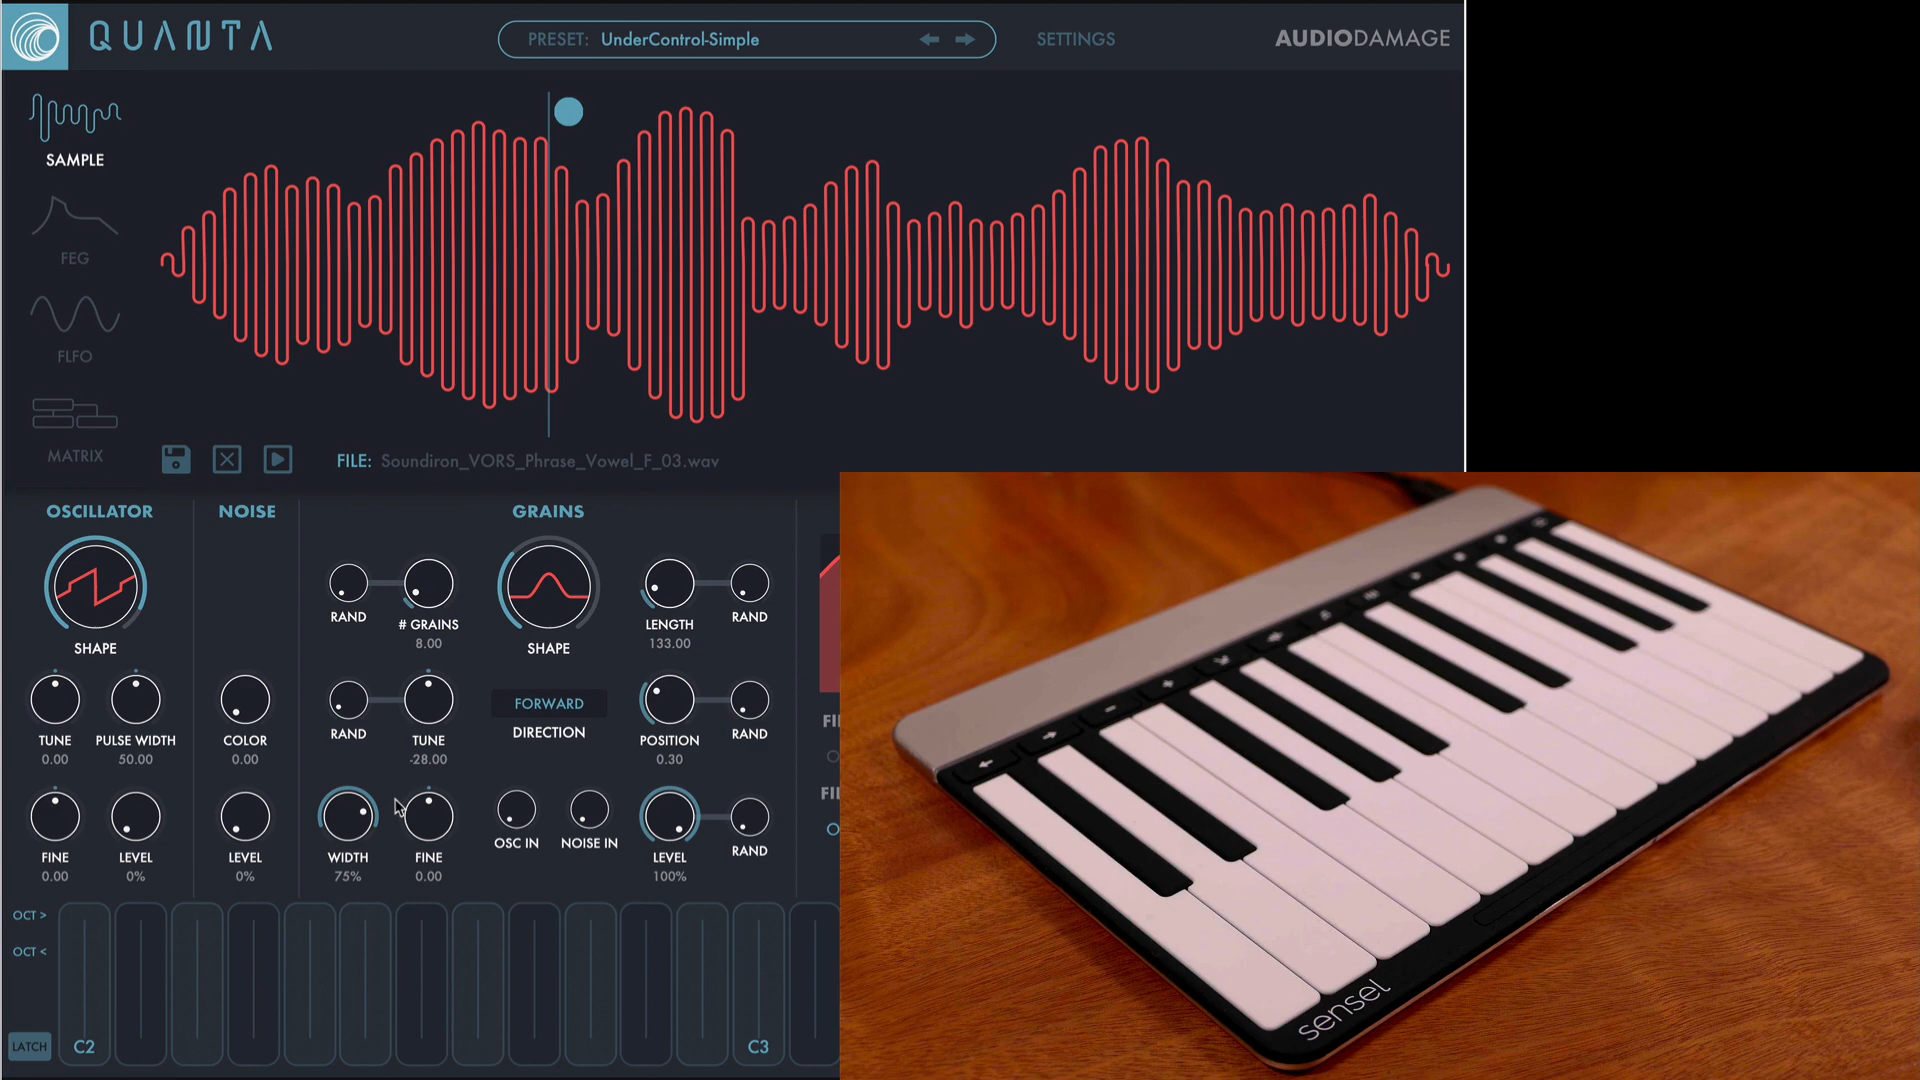 QUANTA
PRESET: UnderControl-Simple
SETTINGS
AUDIODAMAGE
SAMPLE
FEG
FLFO
MATRIX
FILE: Soundiron_VORS_Phrase_Vowel_F_03.wav
OSCILLATOR
NOISE
GRAINS
RAND
# GRAINS
8.00
LENGTH
133.00
RAND
SHAPE
SHAPE
TUNE
0.00
PULSE WIDTH
50.00
COLOR
0.00
RAND
TUNE
-28.00
FORWARD
DIRECTION
POSITION
0.30
RAND
FINE
0.00
LEVEL
0%
LEVEL
0%
WIDTH
75%
FINE
0.00
OSC IN
NOISE IN
LEVEL
100%
RAND
OCT >
OCT <
LATCH
C2
C3
sensel